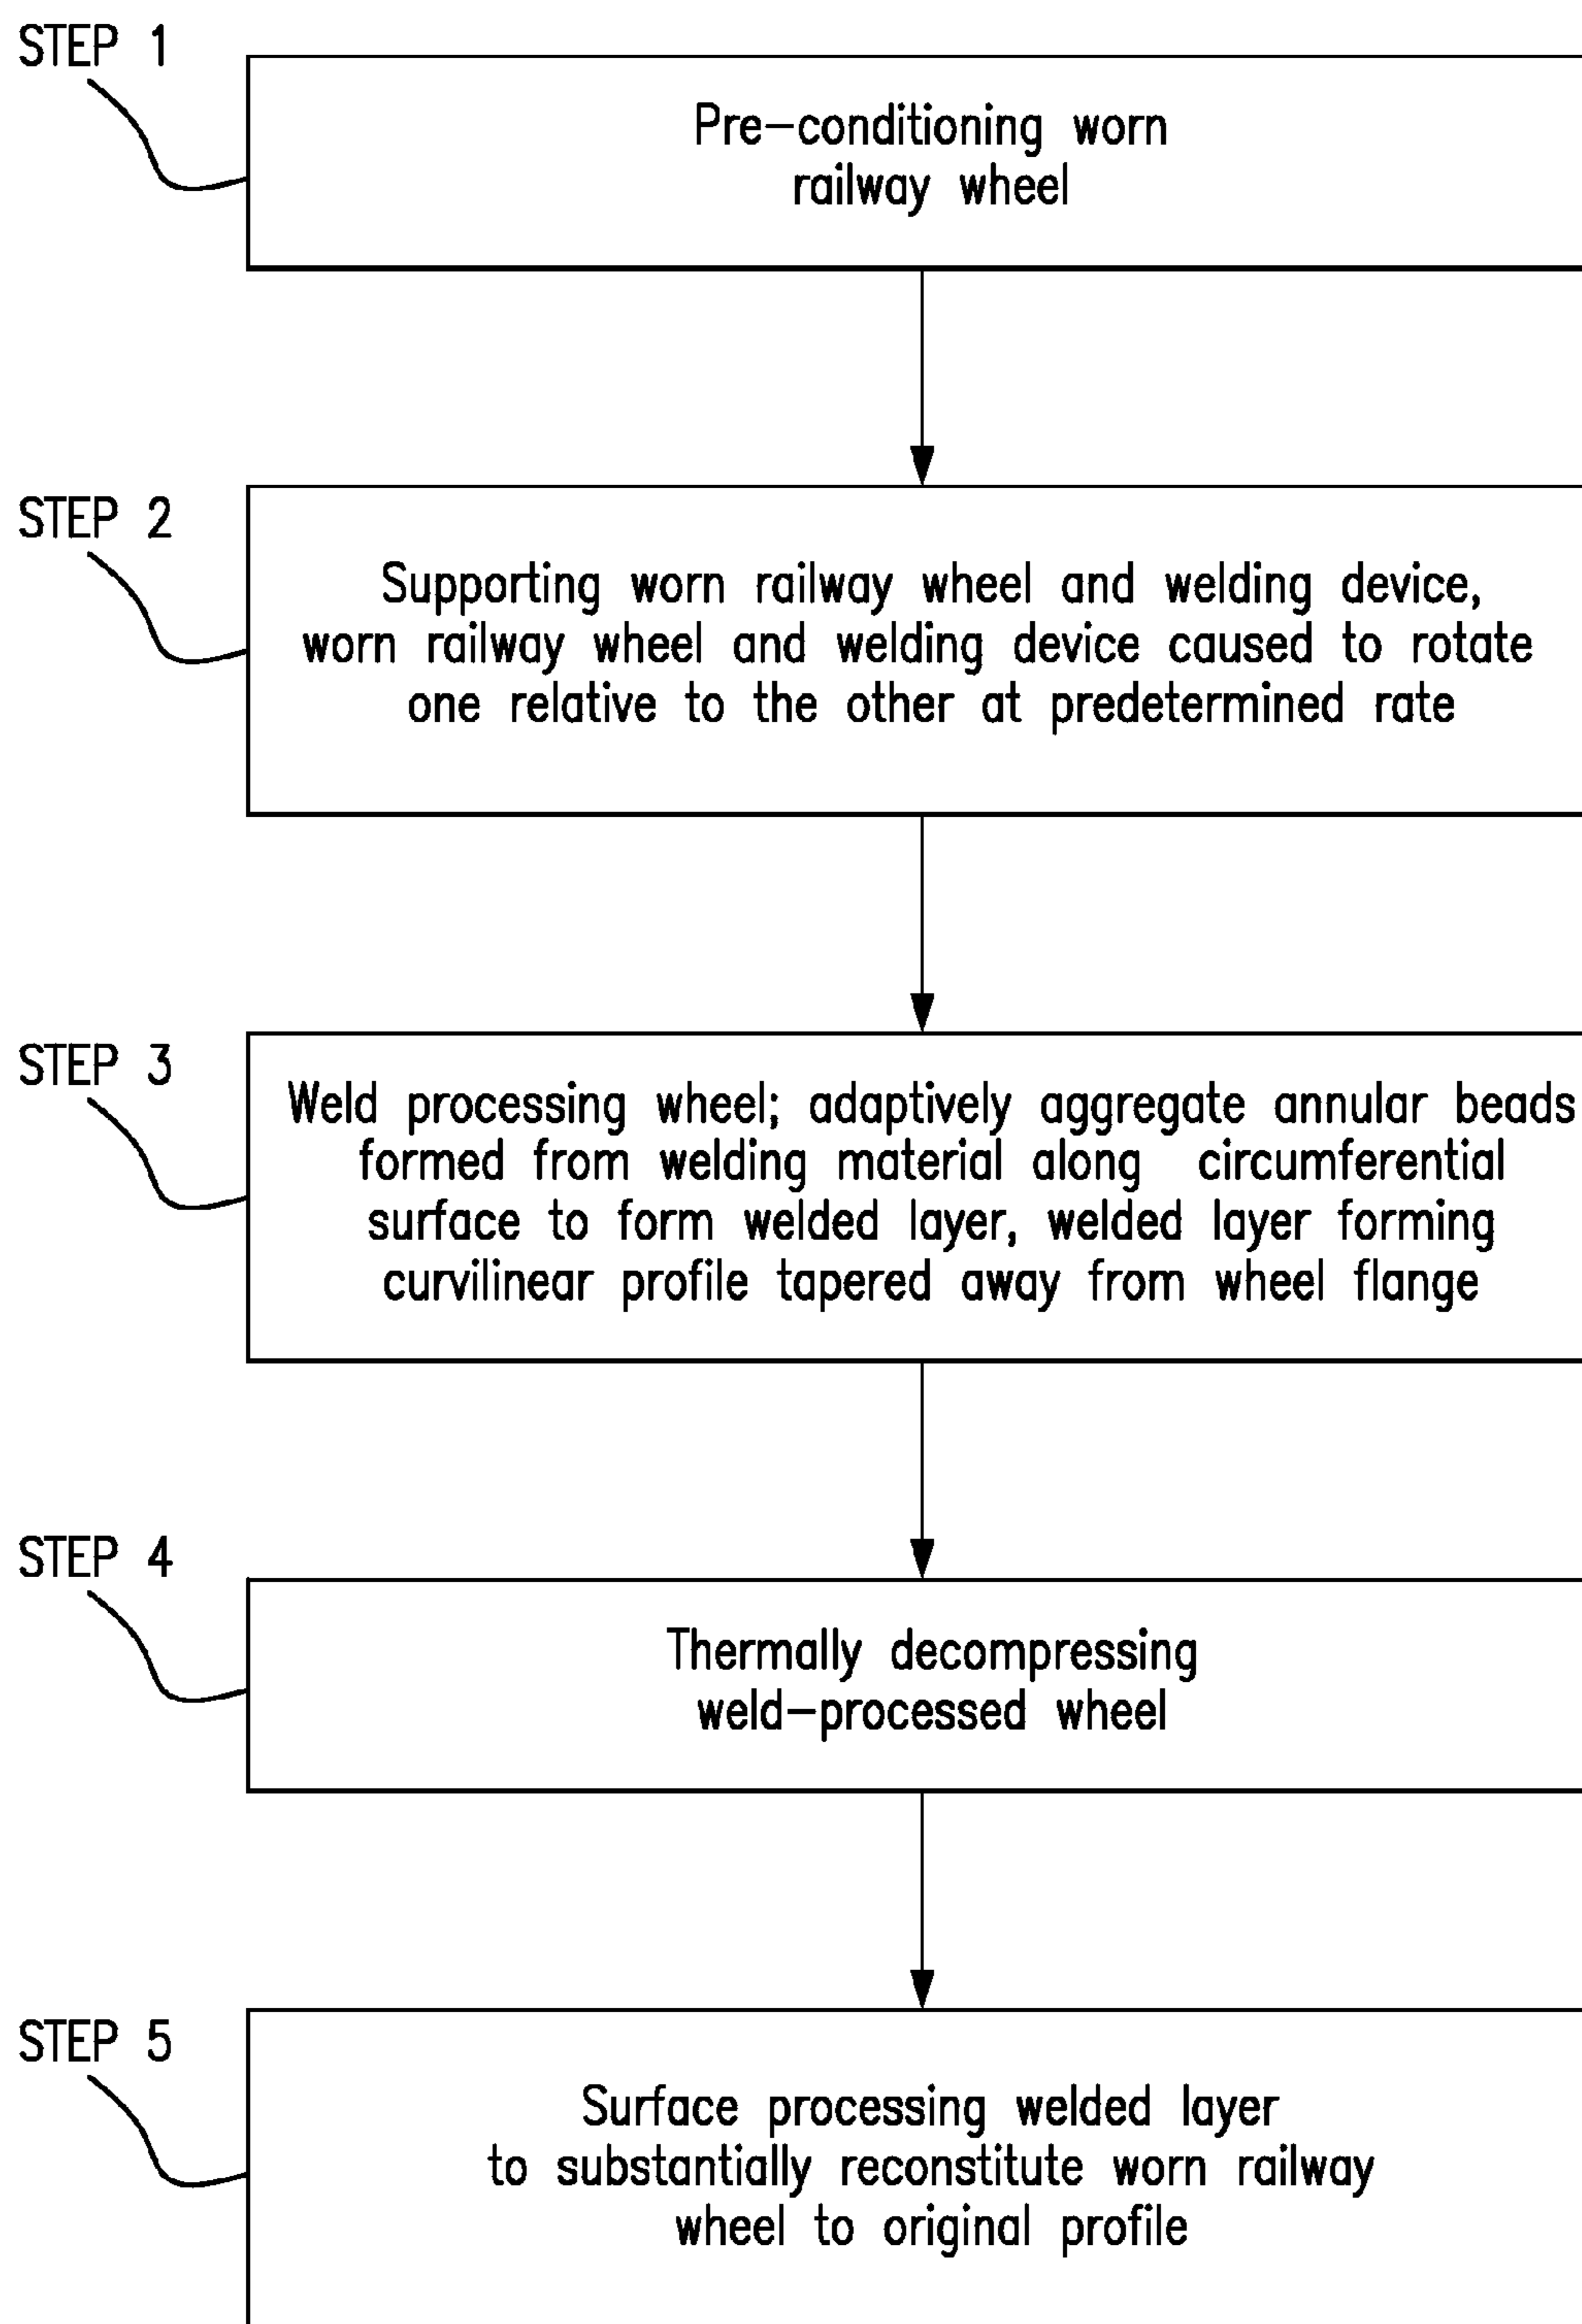 STEP 1
Pre-conditioning worn
railway wheel
STEP 2
Supporting worn railway wheel and welding device,
worn railway wheel and welding device caused to rotate
one relative to the other at predetermined rate
STEP 3
Weld processing wheel; adaptively aggregate annular beads
formed from welding material along circumferential
surface to form welded layer, welded layer forming
curvilinear profile tapered away from wheel flange
STEP 4
Thermally decompressing
weld-processed wheel
STEP 5
Surface processing welded layer
to substantially reconstitute worn railway
wheel to original profile